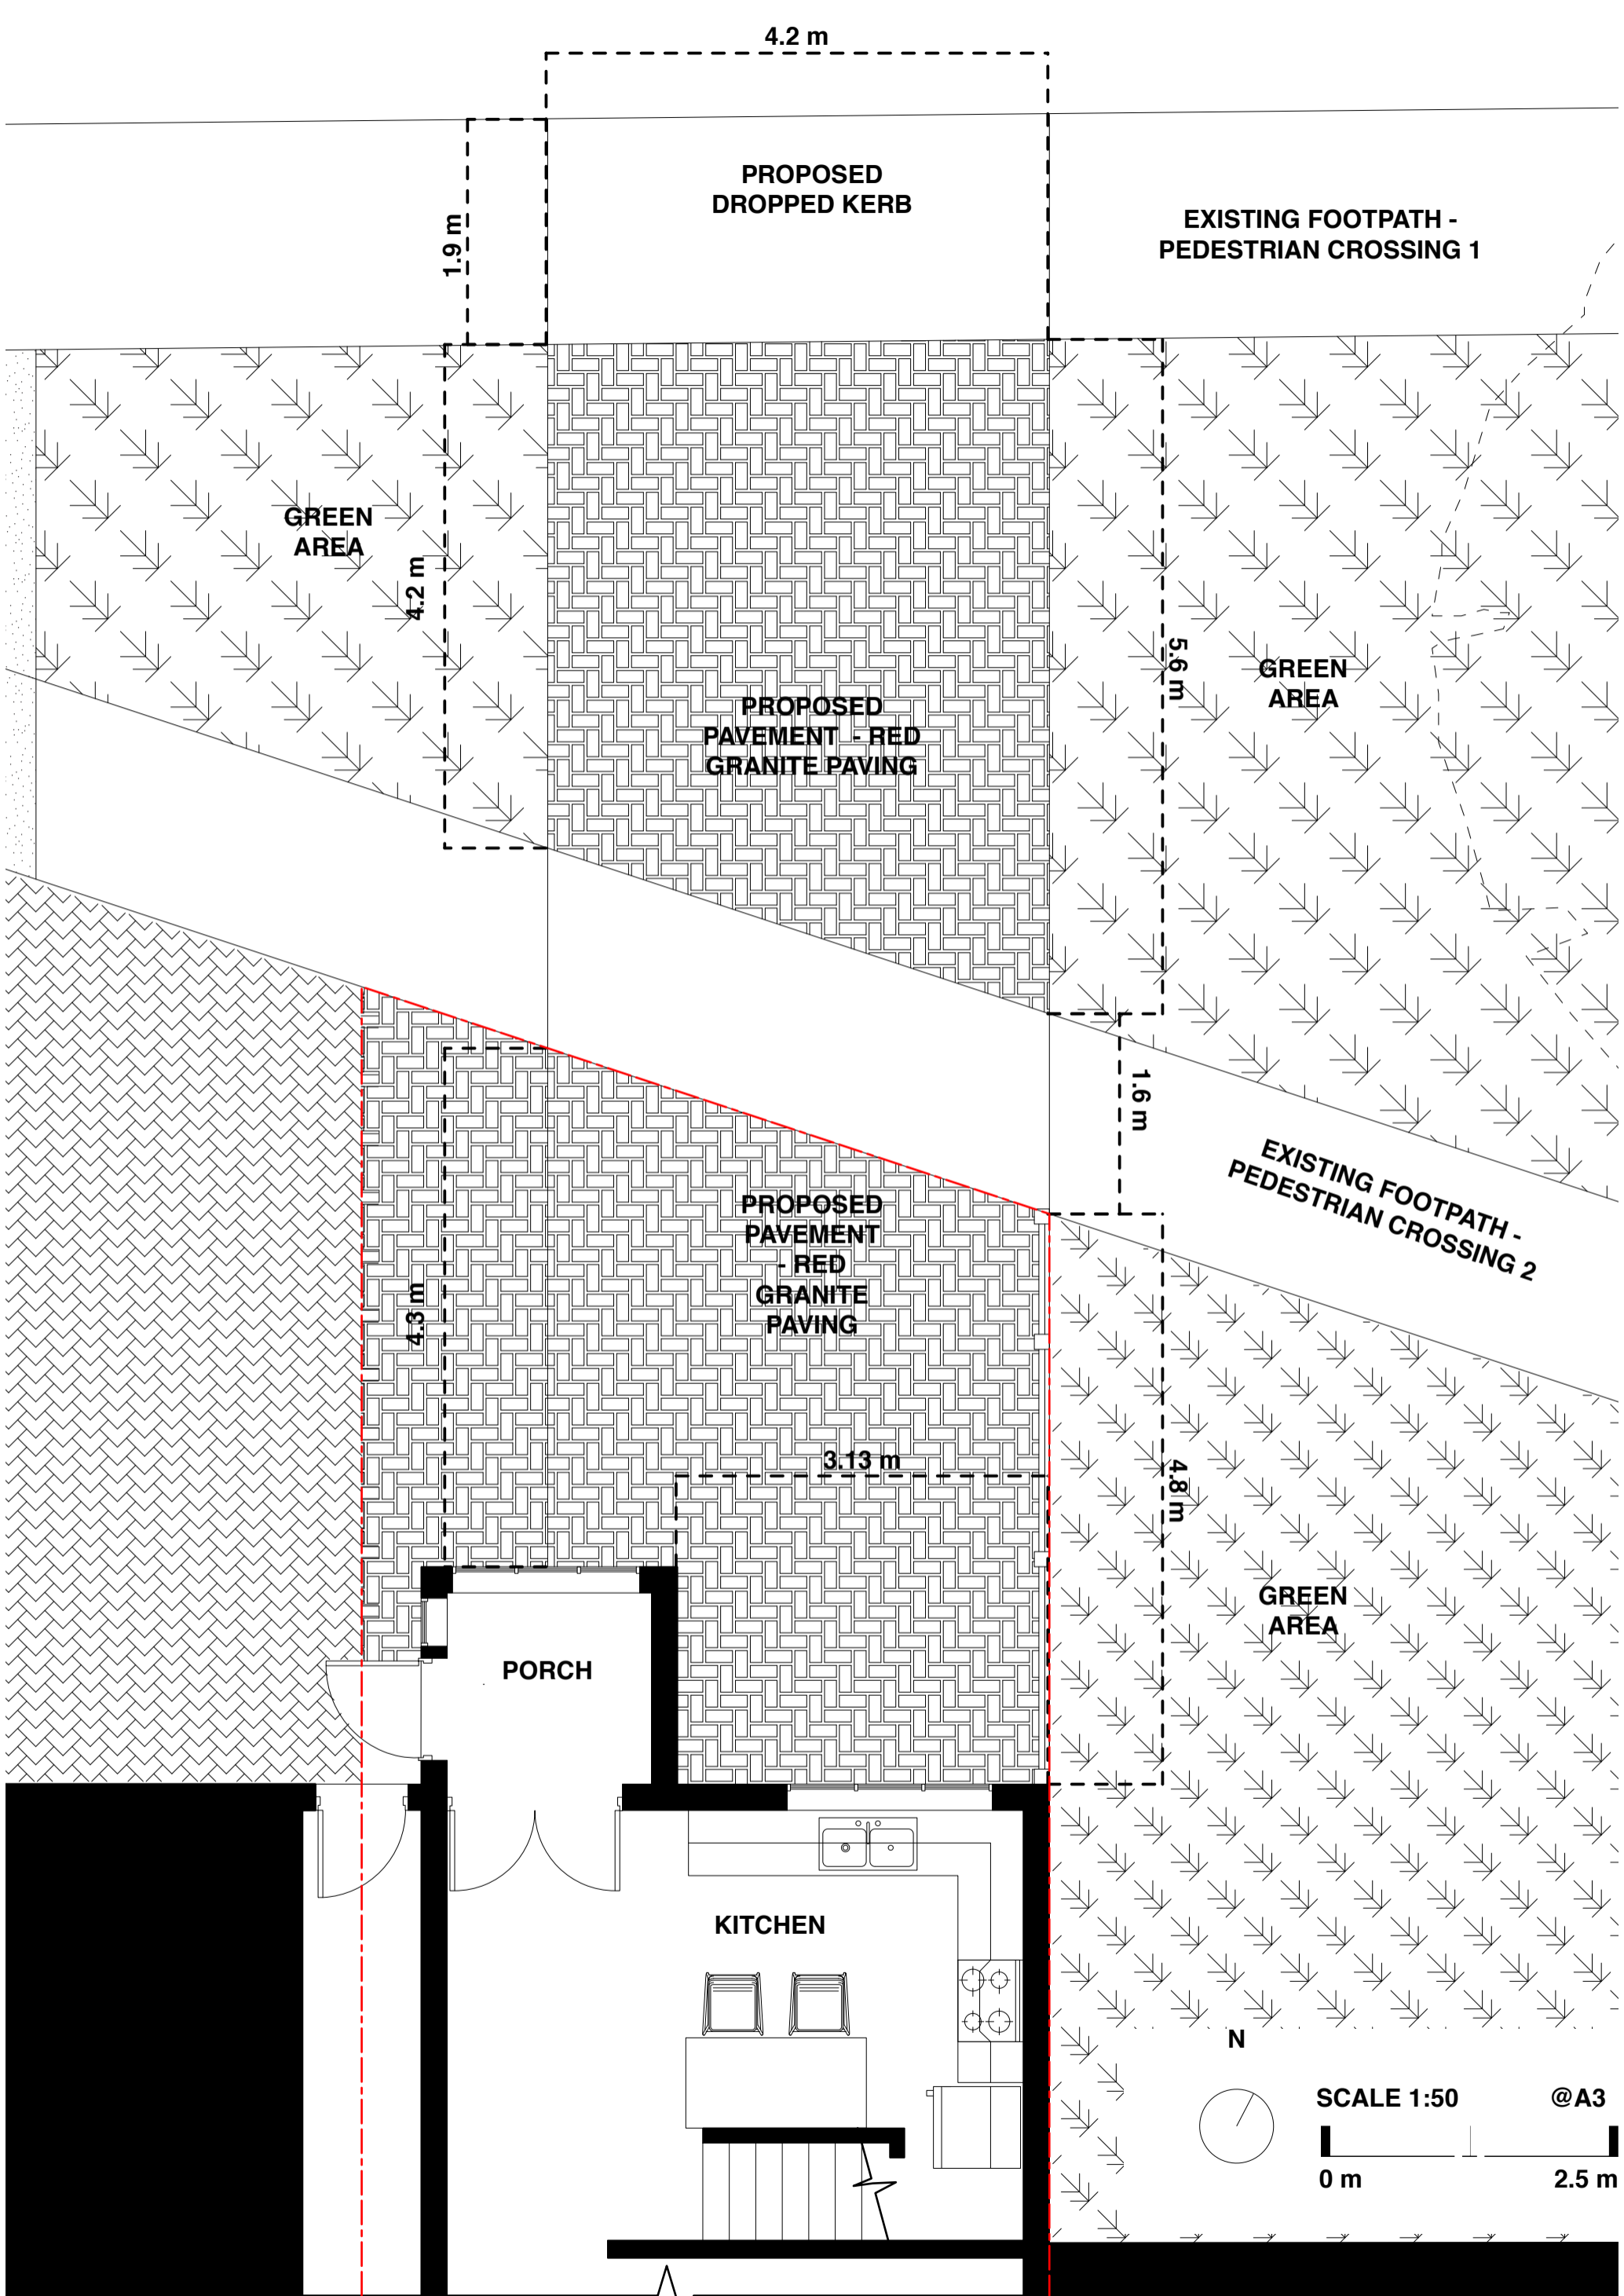 4.2 m
PROPOSED
DROPPED KERB
1.9 m
EXISTING FOOTPATH -
PEDESTRIAN CROSSING 1
GREEN
AREA
4.2 m
PROPOSED
PAVEMENT - RED
GRANITE PAVING
5.6 m
GREEN
AREA
1.6 m
EXISTING FOOTPATH -
PEDESTRIAN CROSSING 2
PROPOSED
PAVEMENT
- RED
GRANITE
PAVING
4.3 m
3.13 m
4.8 m
GREEN
AREA
PORCH
KITCHEN
N
SCALE 1:50 @A3
0 m 2.5 m